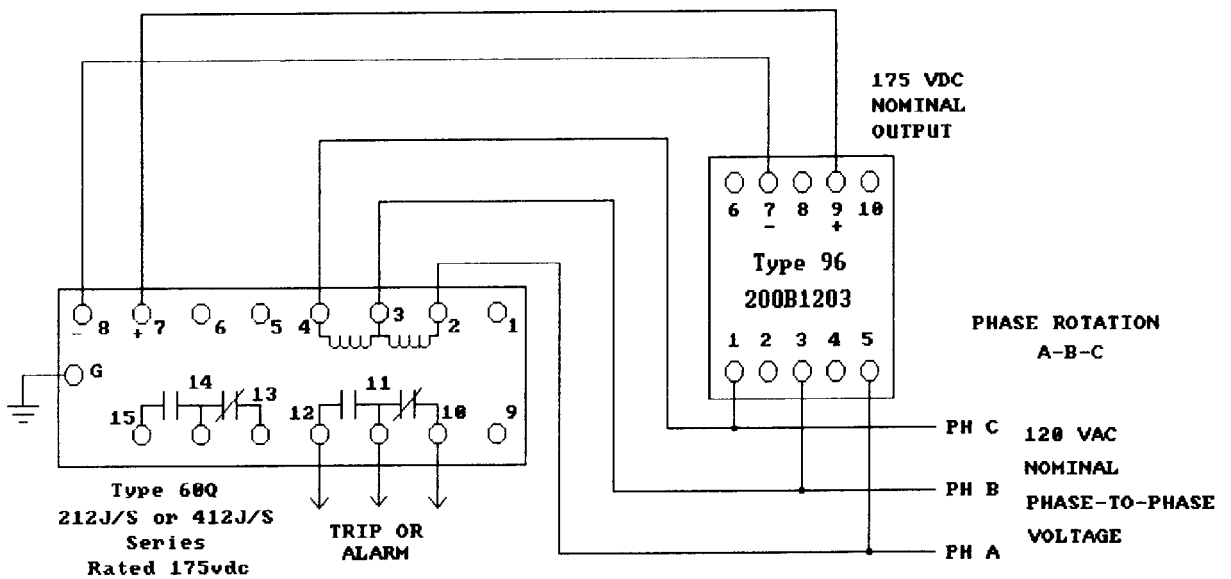 175 VDC
NOMINAL
OUTPUT
6 7 8 9 10
- +
Type 96
200B1203
1 2 3 4 5
- 8 + 7 6 5 4 3 2 1
G
15 14 13 12 11 10 9
PHASE ROTATION
A-B-C
PH C
PH B
PH A
120 VAC
NOMINAL
PHASE-TO-PHASE
VOLTAGE
Type 60Q
212J/S or 412J/S
Series
Rated 175vdc
TRIP OR
ALARM